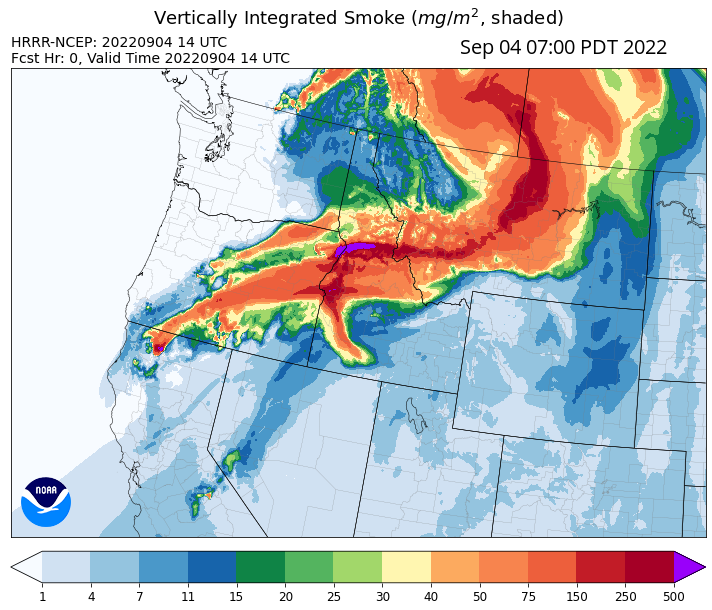 Vertically Integrated Smoke (mg/m², shaded)
HRRR-NCEP: 20220904 14 UTC
Sep 04 07:00 PDT 2022
Fcst Hr: 0, Valid Time 20220904 14 UTC
NOAA
1 4 7 11 15 20 25 30 40 50 75 150 250 500